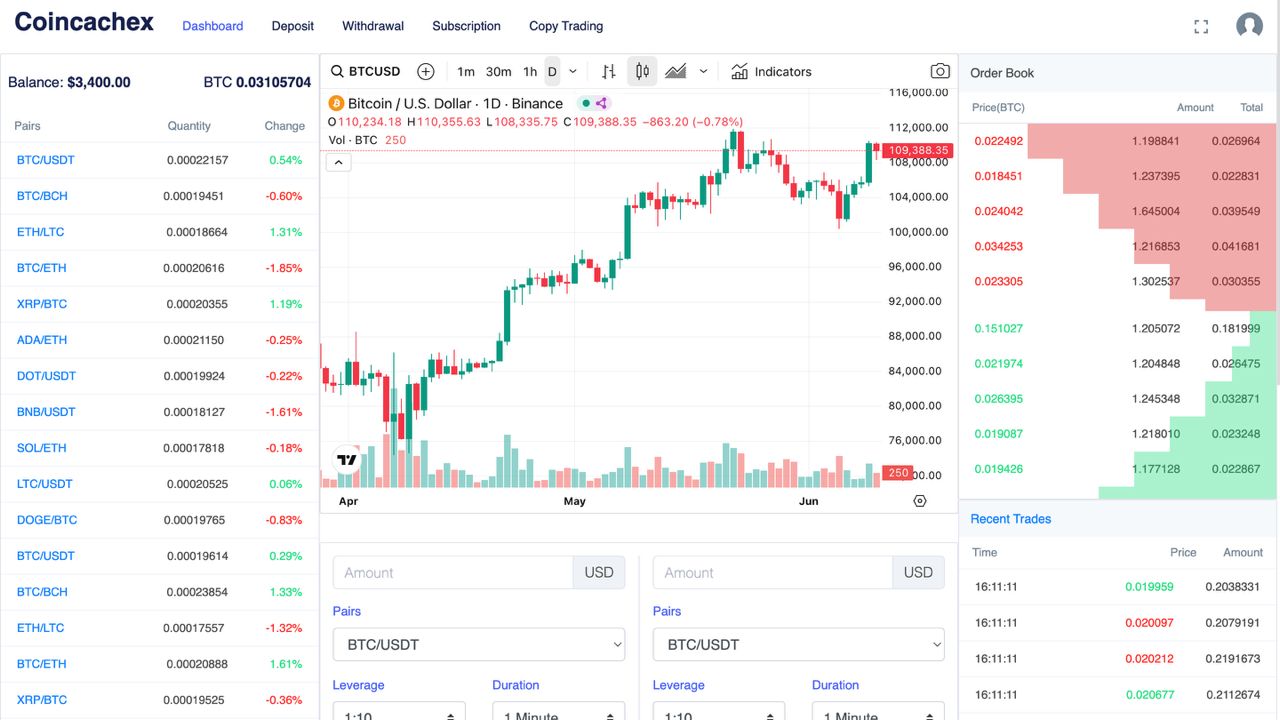 Coincachex Dashboard Deposit Withdrawal Subscription Copy Trading
Balance: $3,400.00 BTC 0.03105704
Pairs Quantity Change
BTC/USDT 0.00022157 0.54%
BTC/BCH 0.00019451 -0.60%
ETH/LTC 0.00018664 1.31%
BTC/ETH 0.00020616 -1.85%
XRP/BTC 0.00020355 1.19%
ADA/ETH 0.00021150 -0.25%
DOT/USDT 0.00019924 -0.22%
BNB/USDT 0.00018127 -1.61%
SOL/ETH 0.00017818 -0.18%
LTC/USDT 0.00020525 0.06%
DOGE/BTC 0.00019765 -0.83%
BTC/USDT 0.00019614 0.29%
BTC/BCH 0.00023854 1.33%
ETH/LTC 0.00017557 -1.32%
BTC/ETH 0.00020888 1.61%
XRP/BTC 0.00019525 -0.36%
BTCUSD 1m 30m 1h D Indicators
Bitcoin / U.S. Dollar · 1D · Binance
O110,234.18 H110,355.63 L108,335.75 C109,388.35 −863.20 (−0.78%)
Vol · BTC 250
116,000.00
112,000.00
109,388.35
108,000.00
104,000.00
100,000.00
96,000.00
92,000.00
88,000.00
84,000.00
80,000.00
76,000.00
250
00.00
Apr May Jun
Amount USD
Pairs
BTC/USDT
Leverage Duration
1:10 1 Minute
Amount USD
Pairs
BTC/USDT
Leverage Duration
1:10 1 Minute
Order Book
Price(BTC) Amount Total
0.022492 1.198841 0.026964
0.018451 1.237395 0.022831
0.024042 1.645004 0.039549
0.034253 1.216853 0.041681
0.023305 1.302537 0.030355
0.151027 1.205072 0.181999
0.021974 1.204848 0.026475
0.026395 1.245348 0.032871
0.019087 1.218010 0.023248
0.019426 1.177128 0.022867
Recent Trades
Time Price Amount
16:11:11 0.019959 0.2038331
16:11:11 0.020097 0.2079191
16:11:11 0.020212 0.2191673
16:11:11 0.020677 0.2112674